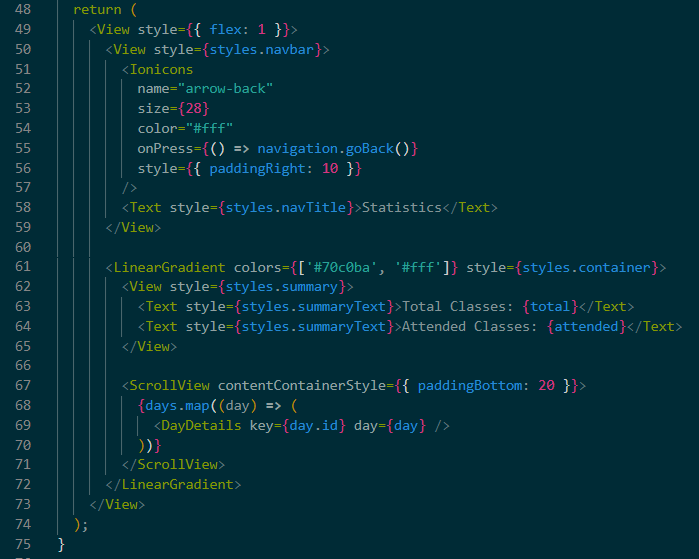 48 return (
49 <View style={{ flex: 1 }}>
50 <View style={styles.navbar}>
51 <Ionicons
52 name="arrow-back"
53 size={28}
54 color="#fff"
55 onPress={() => navigation.goBack()}
56 style={{ paddingRight: 10 }}
57 />
58 <Text style={styles.navTitle}>Statistics</Text>
59 </View>
60
61 <LinearGradient colors={['#70c0ba', '#fff']} style={styles.container}>
62 <View style={styles.summary}>
63 <Text style={styles.summaryText}>Total Classes: {total}</Text>
64 <Text style={styles.summaryText}>Attended Classes: {attended}</Text>
65 </View>
66
67 <ScrollView contentContainerStyle={{ paddingBottom: 20 }}>
68 {days.map((day) => (
69 <DayDetails key={day.id} day={day} />
70 ))}
71 </ScrollView>
72 </LinearGradient>
73 </View>
74 );
75 }